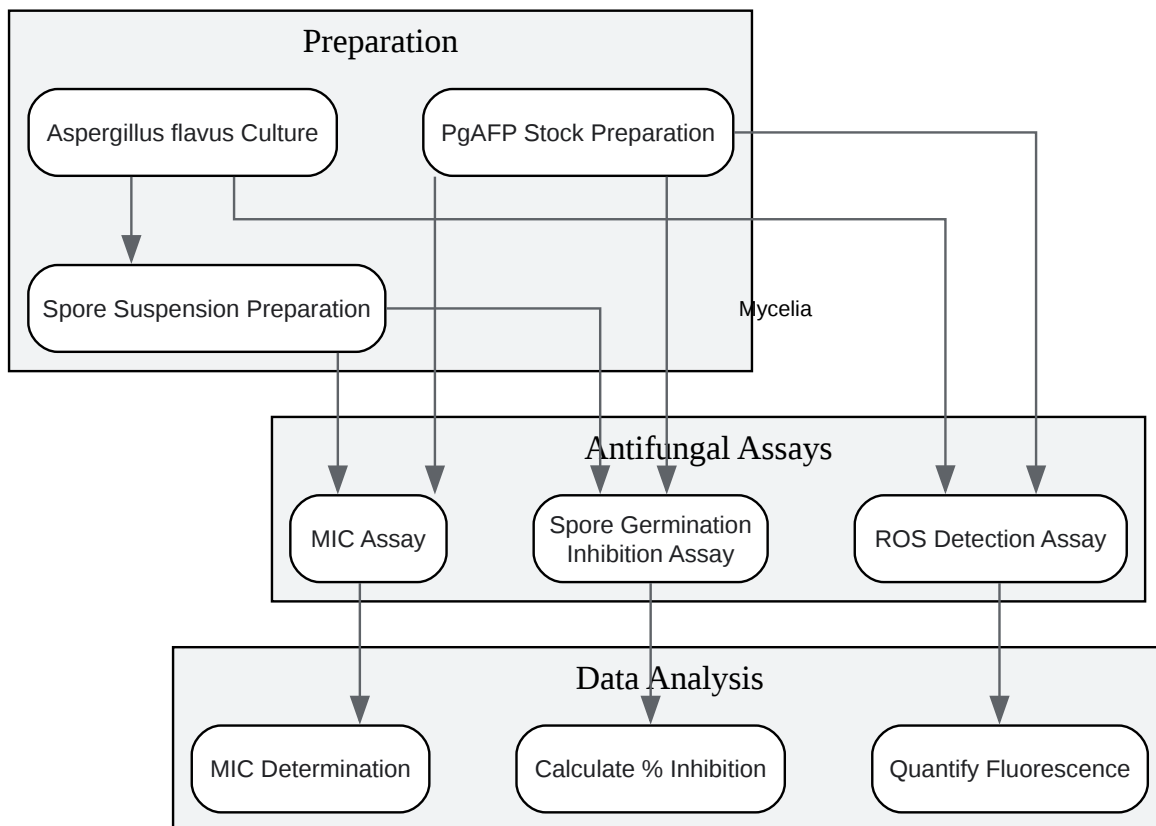 Preparation
Aspergillus flavus Culture
PgAFP Stock Preparation
Spore Suspension Preparation
Mycelia
Antifungal Assays
MIC Assay
Spore Germination
Inhibition Assay
ROS Detection Assay
Data Analysis
MIC Determination
Calculate % Inhibition
Quantify Fluorescence